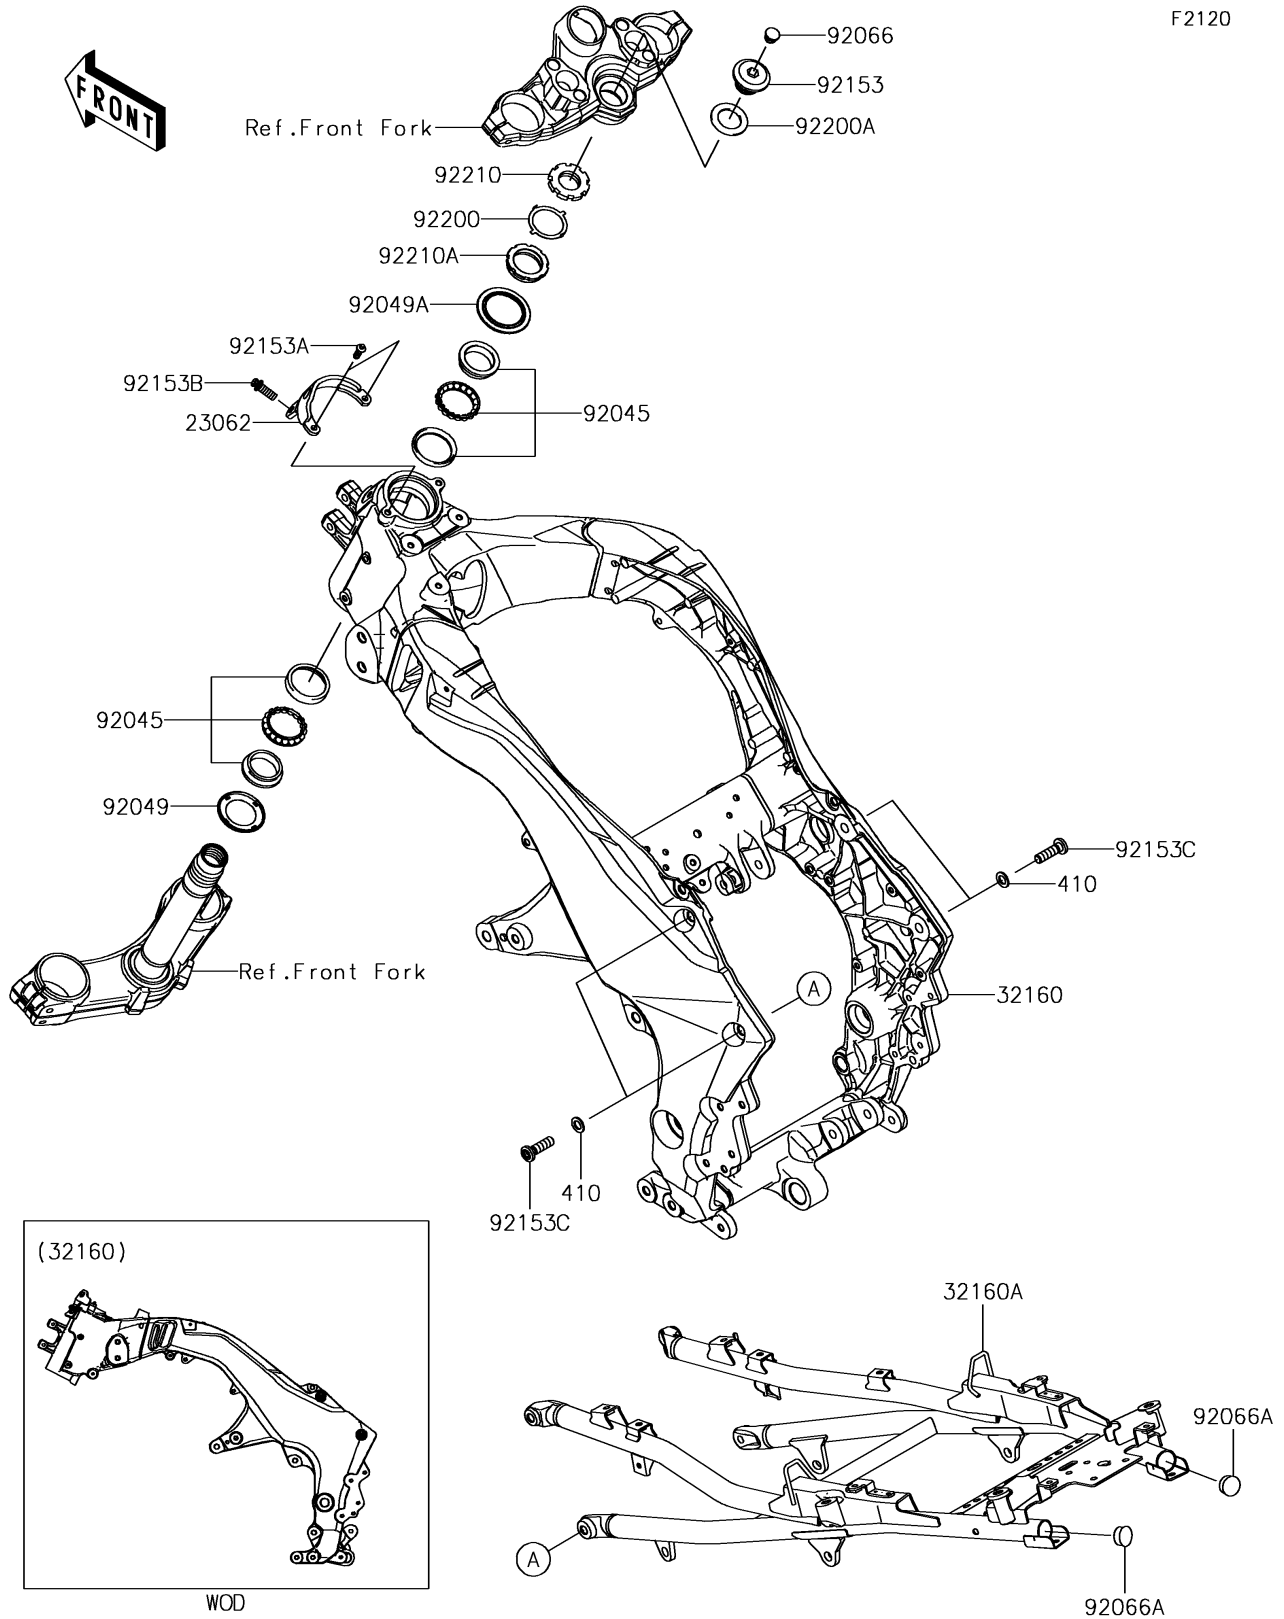 F2120
FRONT
92066
92153
92200A
Ref.Front Fork
92210
92200
92210A
92049A
92153A
92153B
23062
92045
92045
92049
Ref.Front Fork
92153C
410
32160
A
410
92153C
(32160)
WOD
32160A
92066A
A
92066A